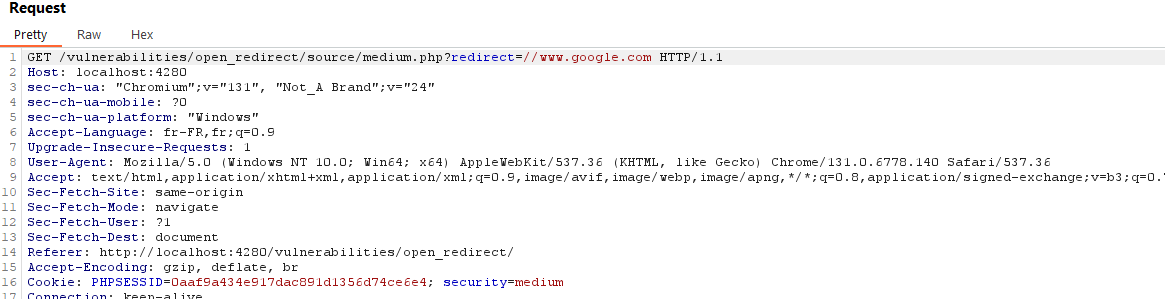 Request
Pretty Raw Hex
1 GET /vulnerabilities/open_redirect/source/medium.php?redirect=//www.google.com HTTP/1.1
2 Host: localhost:4280
3 sec-ch-ua: "Chromium";v="131", "Not_A Brand";v="24"
4 sec-ch-ua-mobile: ?0
5 sec-ch-ua-platform: "Windows"
6 Accept-Language: fr-FR,fr;q=0.9
7 Upgrade-Insecure-Requests: 1
8 User-Agent: Mozilla/5.0 (Windows NT 10.0; Win64; x64) AppleWebKit/537.36 (KHTML, like Gecko) Chrome/131.0.6778.140 Safari/537.36
9 Accept: text/html,application/xhtml+xml,application/xml;q=0.9,image/avif,image/webp,image/apng,*/*;q=0.8,application/signed-exchange;v=b3;q=0.
10 Sec-Fetch-Site: same-origin
11 Sec-Fetch-Mode: navigate
12 Sec-Fetch-User: ?1
13 Sec-Fetch-Dest: document
14 Referer: http://localhost:4280/vulnerabilities/open_redirect/
15 Accept-Encoding: gzip, deflate, br
16 Cookie: PHPSESSID=0aaf9a434e917dac891d1356d74ce6e4; security=medium
17 Connection: keep-alive